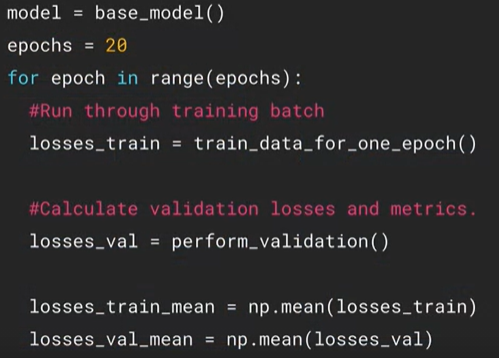 model = base_model()
epochs = 20
for epoch in range(epochs):
  #Run through training batch
  losses_train = train_data_for_one_epoch()

  #Calculate validation losses and metrics.
  losses_val = perform_validation()

  losses_train_mean = np.mean(losses_train)
  losses_val_mean = np.mean(losses_val)